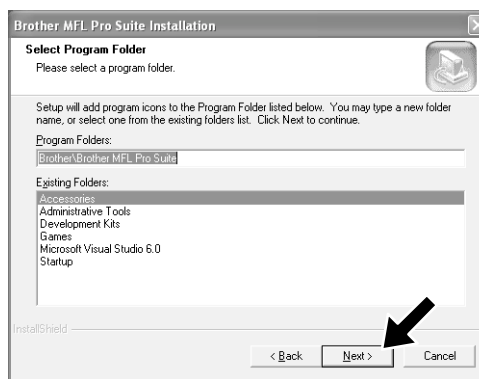 Brother MFL Pro Suite Installation
Select Program Folder
Please select a program folder.
Setup will add program icons to the Program Folder listed below. You may type a new folder
name, or select one from the existing folders list. Click Next to continue.
Program Folders:
Brother\Brother MFL Pro Suite
Existing Folders:
Accessories
Administrative Tools
Development Kits
Games
Microsoft Visual Studio 6.0
Startup
InstallShield
< Back
Next >
Cancel